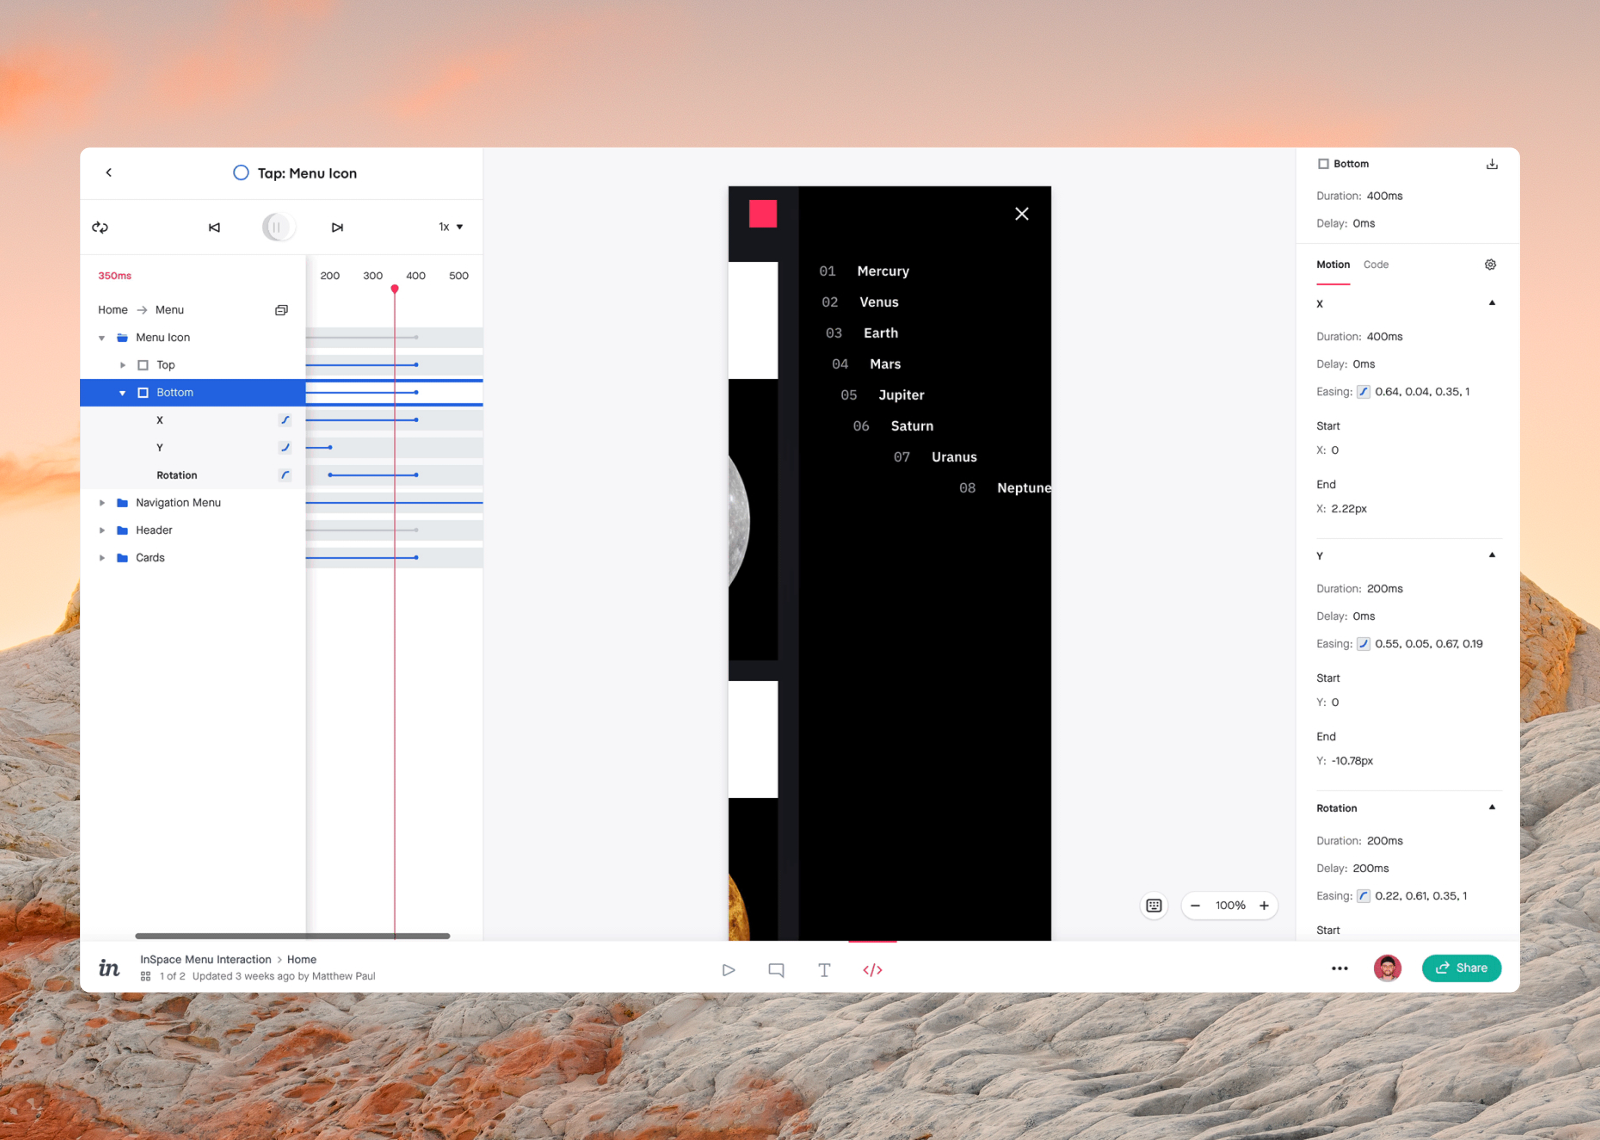 Tap: Menu Icon
1x
350ms
200 300 400 500
Home → Menu
Menu Icon
Top
Bottom
X
Y
Rotation
Navigation Menu
Header
Cards
01 Mercury
02 Venus
03 Earth
04 Mars
05 Jupiter
06 Saturn
07 Uranus
08 Neptune
100%
Bottom
Duration: 400ms
Delay: 0ms
Motion Code
X
Duration: 400ms
Delay: 0ms
Easing: 0.64, 0.04, 0.35, 1
Start
X: 0
End
X: 2.22px
Y
Duration: 200ms
Delay: 0ms
Easing: 0.55, 0.05, 0.67, 0.19
Start
Y: 0
End
Y: -10.78px
Rotation
Duration: 200ms
Delay: 200ms
Easing: 0.22, 0.61, 0.35, 1
Start
in
InSpace Menu Interaction > Home
1 of 2 Updated 3 weeks ago by Matthew Paul
T
</>
Share